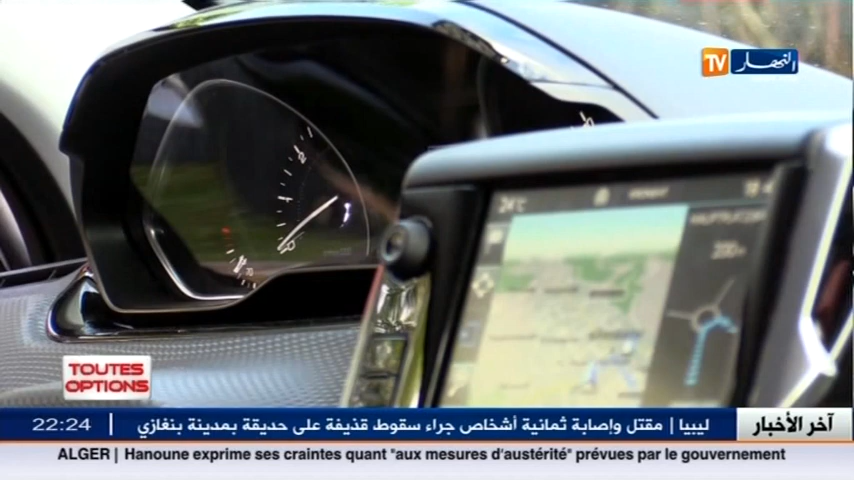 TV النهار
24°C
200 m
TOUTES
OPTIONS
22:24
ليبيا | مقتل وإصابة ثمانية أشخاص جراء سقوط قذيفة على حديقة بمدينة بنغازي
آخر الأخبار
ALGER | Hanoune exprime ses craintes quant "aux mesures d'austérité" prévues par le gouvernement